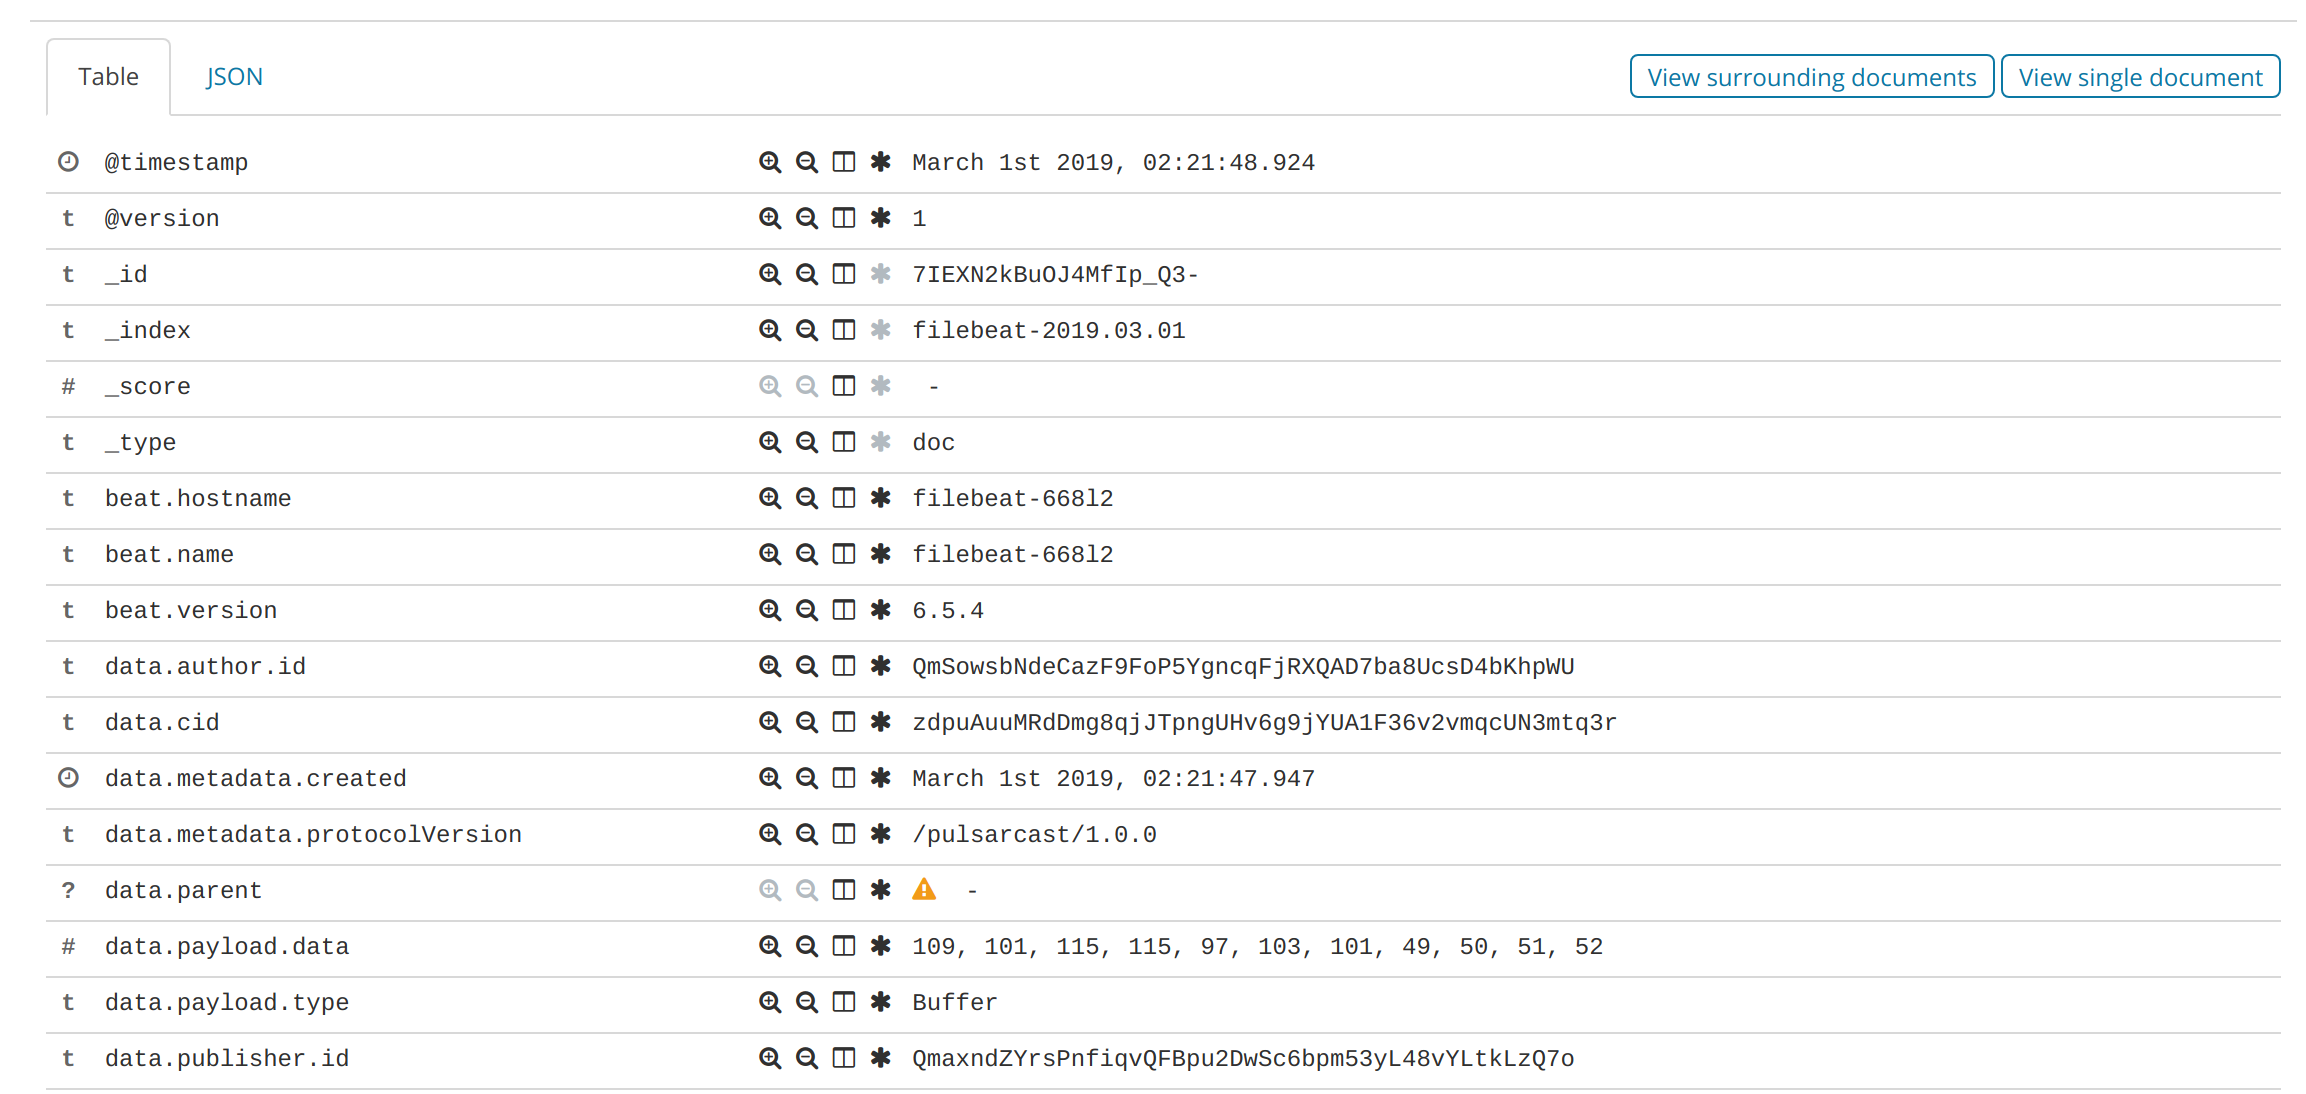 Table JSON View surrounding documents View single document
@timestamp March 1st 2019, 02:21:48.924
t @version 1
t _id 7IEXN2kBuOJ4MfIp_Q3-
t _index filebeat-2019.03.01
# _score -
t _type doc
t beat.hostname filebeat-668l2
t beat.name filebeat-668l2
t beat.version 6.5.4
t data.author.id QmSowsbNdeCazF9FoP5YgncqFjRXQAD7ba8UcsD4bKhpWU
t data.cid zdpuAuuMRdDmg8qjJTpngUHv6g9jYUA1F36v2vmqcUN3mtq3r
data.metadata.created March 1st 2019, 02:21:47.947
t data.metadata.protocolVersion /pulsarcast/1.0.0
? data.parent -
# data.payload.data 109, 101, 115, 115, 97, 103, 101, 49, 50, 51, 52
t data.payload.type Buffer
t data.publisher.id QmaxndZYrsPnfiqvQFBpu2DwSc6bpm53yL48vYLtkLzQ7o